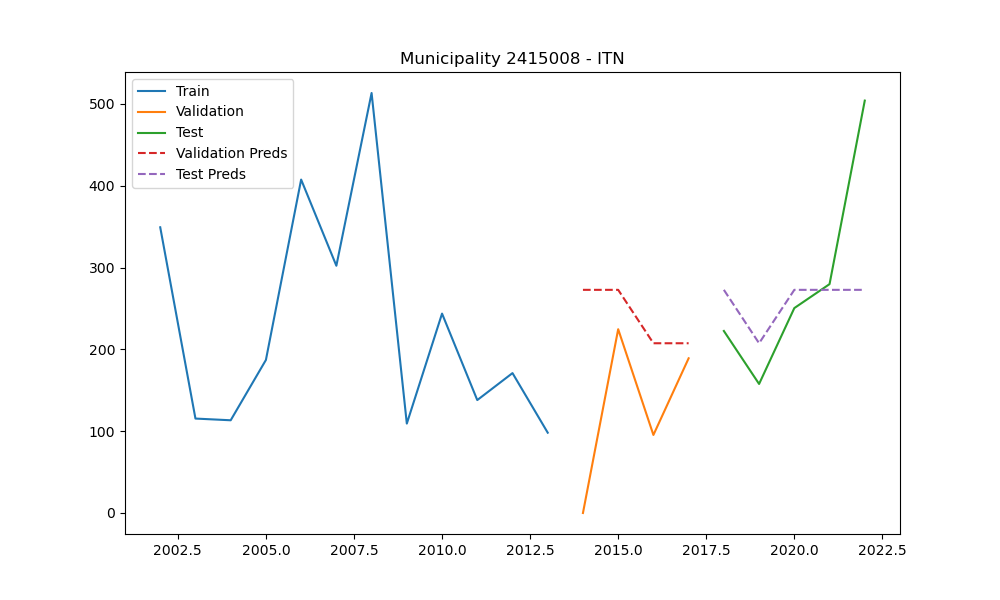 Municipality 2415008 - ITN
Train
Validation
Test
Validation Preds
Test Preds
500
400
300
200
100
0
2002.5 2005.0 2007.5 2010.0 2012.5 2015.0 2017.5 2020.0 2022.5